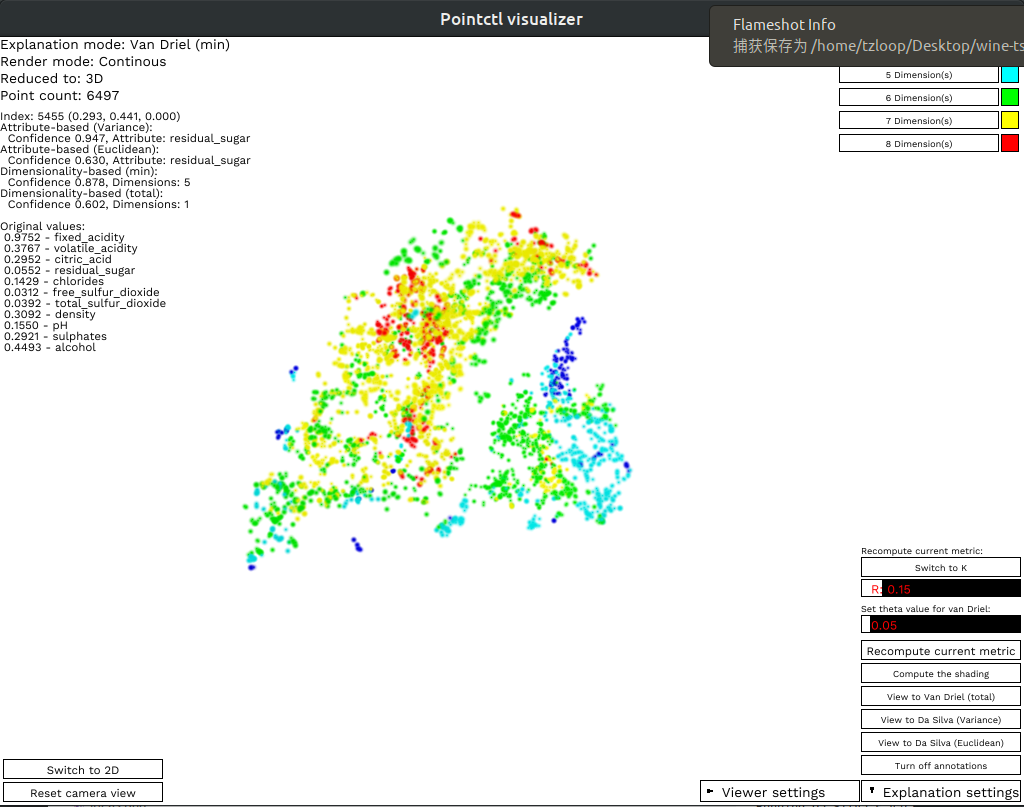 Pointctl visualizer
Flameshot Info
捕获保存为 /home/tzloop/Desktop/wine-ts
Explanation mode: Van Driel (min)
Render mode: Continous
Reduced to: 3D
Point count: 6497
Index: 5455 (0.293, 0.441, 0.000)
Attribute-based (Variance):
Confidence 0.947, Attribute: residual_sugar
Attribute-based (Euclidean):
Confidence 0.630, Attribute: residual_sugar
Dimensionality-based (min):
Confidence 0.878, Dimensions: 5
Dimensionality-based (total):
Confidence 0.602, Dimensions: 1
Original values:
0.9752 - fixed_acidity
0.3767 - volatile_acidity
0.2952 - citric_acid
0.0552 - residual_sugar
0.1429 - chlorides
0.0312 - free_sulfur_dioxide
0.0392 - total_sulfur_dioxide
0.3092 - density
0.1550 - pH
0.2921 - sulphates
0.4493 - alcohol
5 Dimension(s)
6 Dimension(s)
7 Dimension(s)
8 Dimension(s)
Recompute current metric:
Switch to K
R: 0.15
Set theta value for van Driel:
0.05
Recompute current metric
Compute the shading
View to Van Driel (total)
View to Da Silva (Variance)
View to Da Silva (Euclidean)
Turn off annotations
Switch to 2D
Reset camera view
Viewer settings
Explanation settings